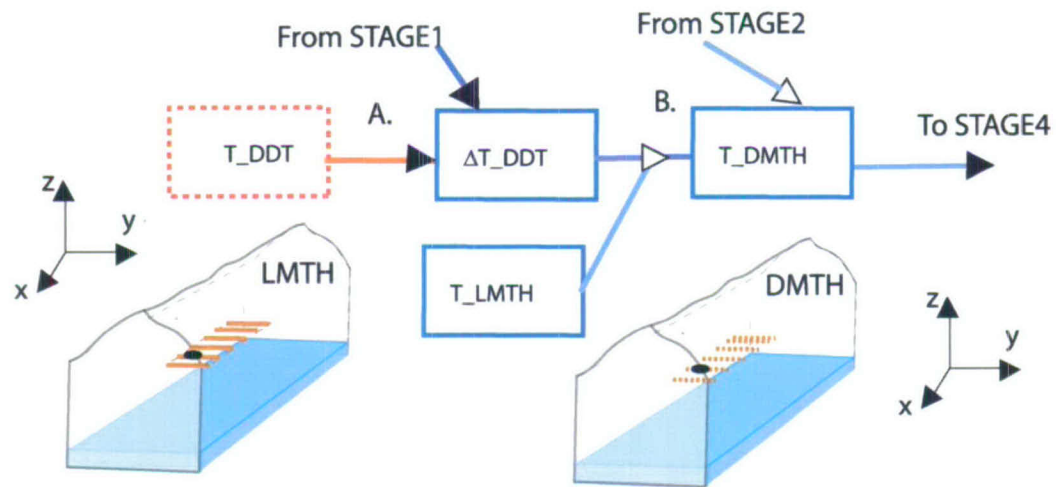 From STAGE1
From STAGE2
A.
B.
To STAGE4
T_DDT
ΔT_DDT
T_DMTH
z
y
x
LMTH
T_LMTH
DMTH
z
y
x